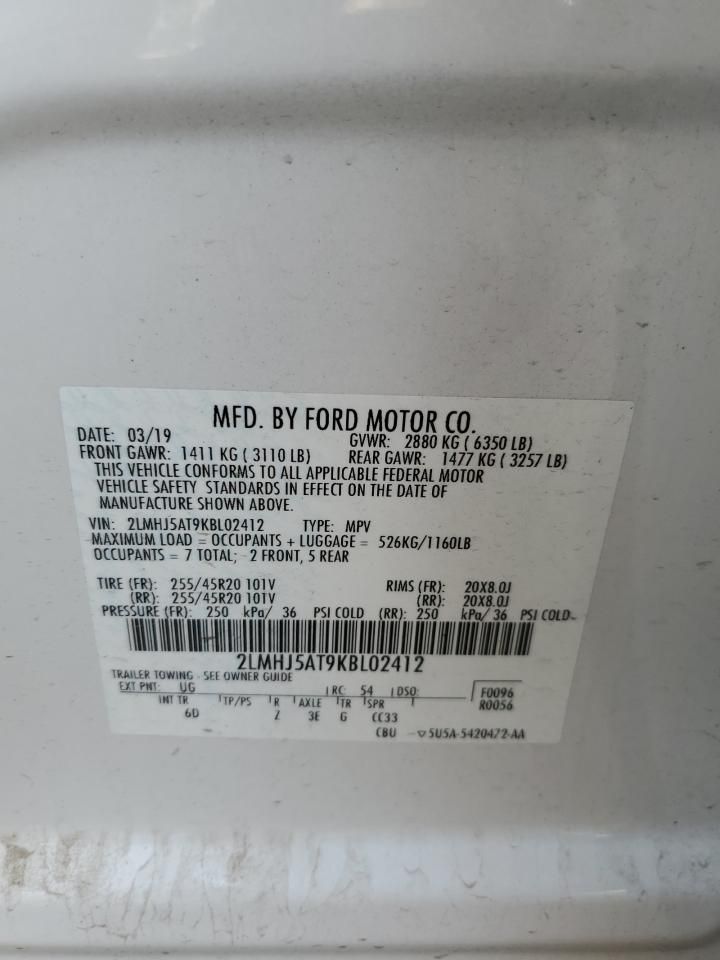 MFD. BY FORD MOTOR CO.
DATE: 03/19 GVWR: 2880 KG ( 6350 LB)
FRONT GAWR: 1411 KG ( 3110 LB) REAR GAWR: 1477 KG ( 3257 LB)
THIS VEHICLE CONFORMS TO ALL APPLICABLE FEDERAL MOTOR
VEHICLE SAFETY STANDARDS IN EFFECT ON THE DATE OF
MANUFACTURE SHOWN ABOVE.
VIN: 2LMHJ5AT9KBL02412 TYPE: MPV
MAXIMUM LOAD = OCCUPANTS + LUGGAGE = 526KG/1160LB
OCCUPANTS = 7 TOTAL; 2 FRONT, 5 REAR
TIRE (FR): 255/45R20 101V RIMS (FR): 20X8.0J
(RR): 255/45R20 101V (RR): 20X8.0J
PRESSURE (FR): 250 kPa/ 36 PSI COLD (RR): 250 kPa/ 36 PSI COLD
2LMHJ5AT9KBL02412
TRAILER TOWING - SEE OWNER GUIDE
EXT PNT: UG RC: 54 DSO: F0096
INT TR TP/PS R AXLE TR SPR R0056
6D Z 3E G CC33
CBU ▽5U5A-5420472-AA